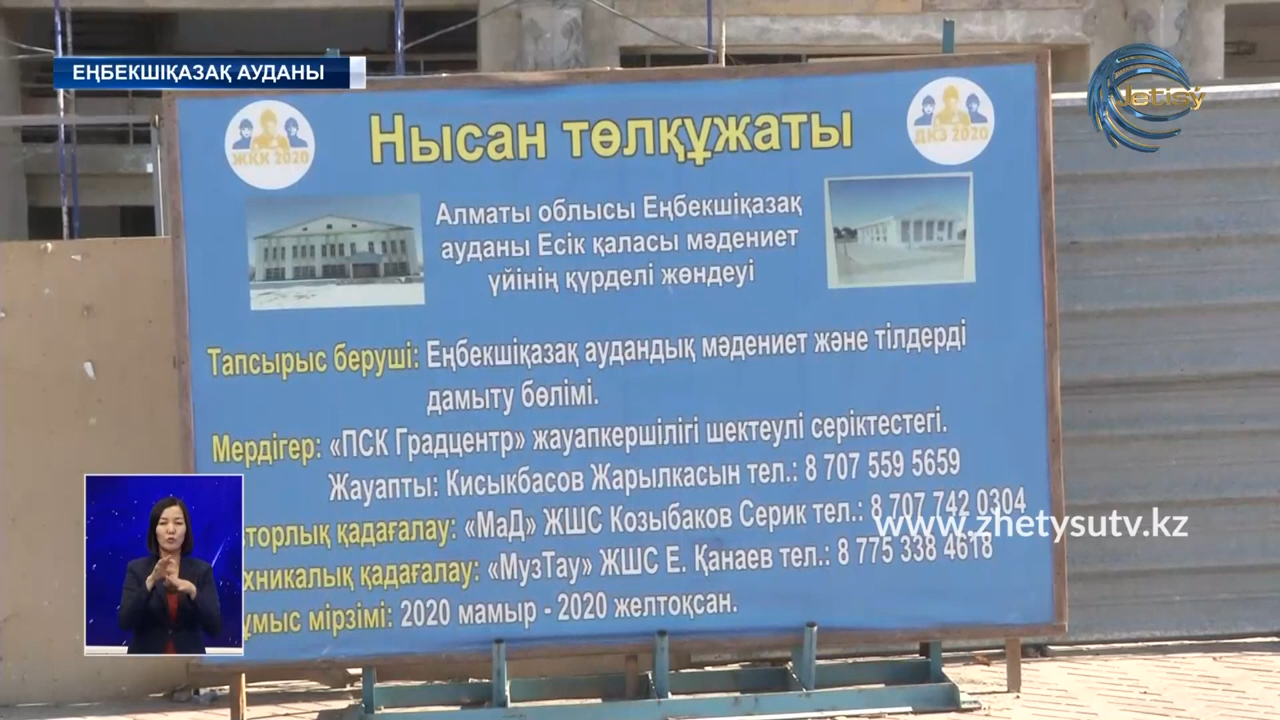 ЕҢБЕКШІҚАЗАҚ АУДАНЫ
Jetisý
ЖКК 2020
Нысан төлқұжаты
ДКЗ 2020
Алматы облысы Еңбекшіқазақ
ауданы Есік қаласы мәдениет
үйінің күрделі жөндеуі
Тапсырыс беруші: Еңбекшіқазақ аудандық мәдениет және тілдерді
дамыту бөлімі.
Мердігер: «ПСК Градцентр» жауапкершілігі шектеулі серіктестегі.
Жауапты: Кисыкбасов Жарылкасын тел.: 8 707 559 5659
торлық қадағалау: «МаД» ЖШС Козыбаков Серик тел.: 8 707 742 0304
www.zhetysutv.kz
хникалық қадағалау: «МузТау» ЖШС Е. Қанаев тел.: 8 775 338 4618
ұмыс мірзімі: 2020 мамыр - 2020 желтоқсан.